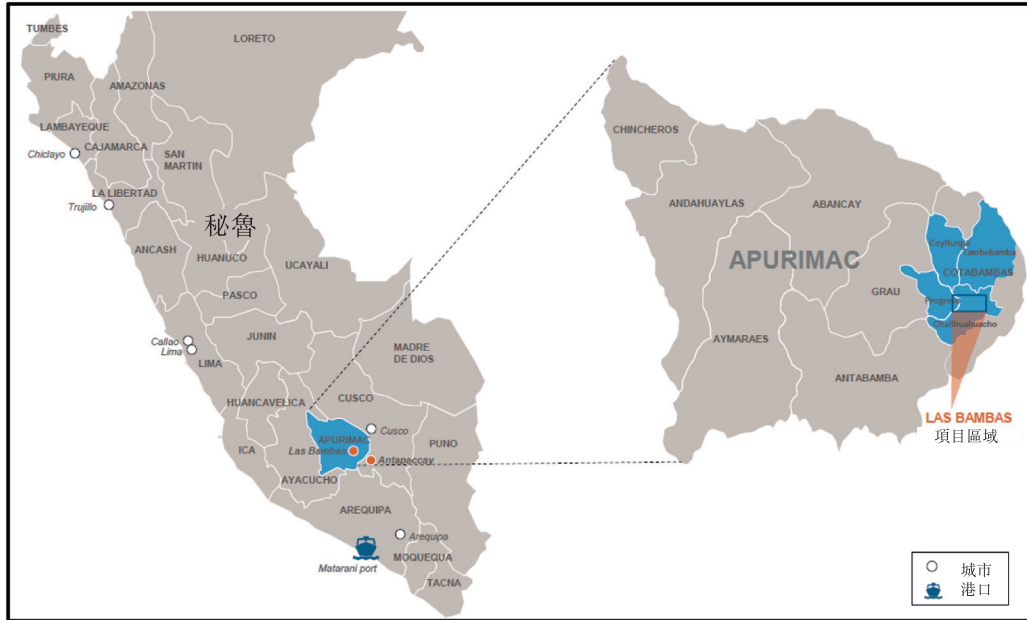 TUMBES
LORETO
PIURA
AMAZONAS
LAMBAYEQUE
CAJAMARCA
Chiclayo
SAN
MARTIN
LA LIBERTAD
Trujillo
秘魯
ANCASH
HUANUCO
UCAYALI
PASCO
JUNIN
Callao
Lima
LIMA
MADRE
DE DIOS
HUANCAVELICA
CUSCO
Cusco
APURIMAC
Las Bambas
ICA
PUNO
Antapaccay
AYACUCHO
AREQUIPA
Arequipa
Matarani port
MOQUEQUA
TACNA
CHINCHEROS
ANDAHUAYLAS
ABANCAY
APURIMAC
Coyllurqui
Tambobamba
COTABAMBAS
GRAU
Progreso
Challhuahuacho
AYMARAES
ANTABAMBA
LAS BAMBAS
項目區域
城市
港口